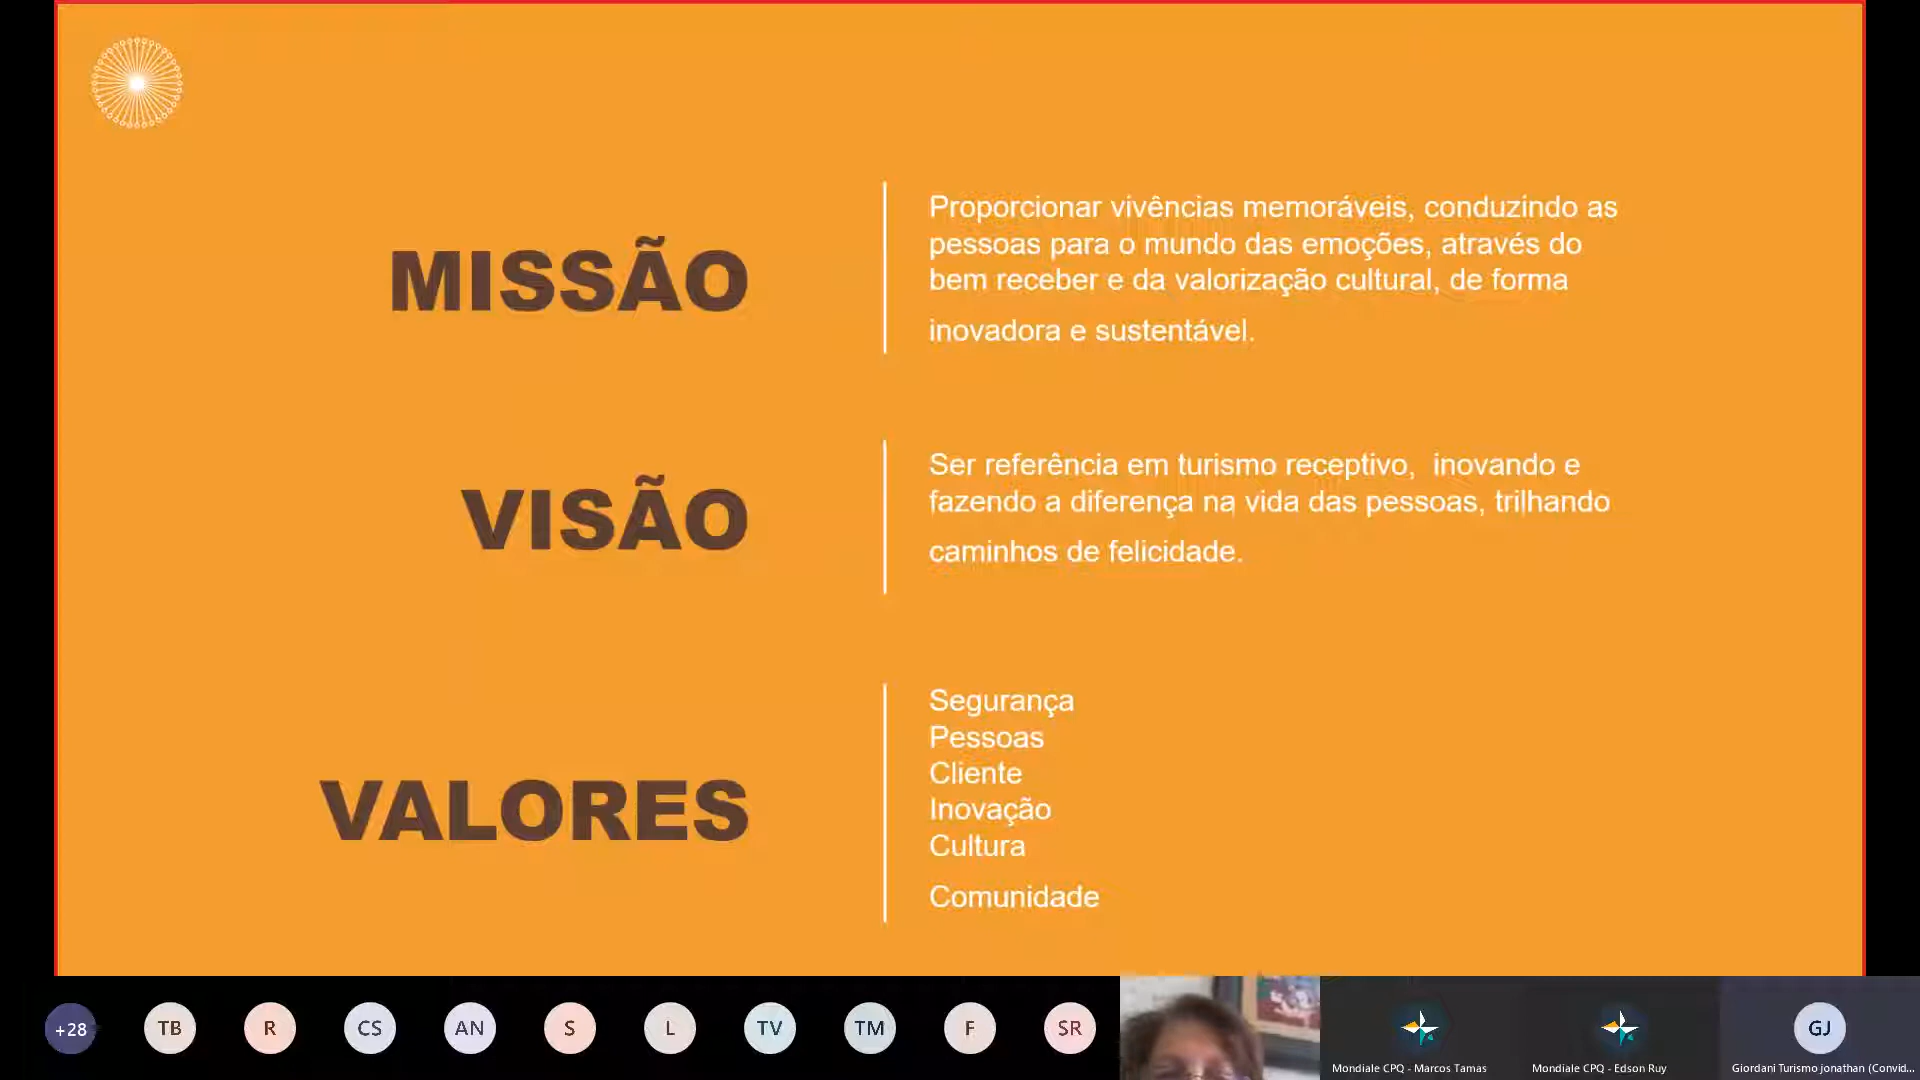 MISSÃO
Proporcionar vivências memoráveis, conduzindo as
pessoas para o mundo das emoções, através do
bem receber e da valorização cultural, de forma
inovadora e sustentável.
VISÃO
Ser referência em turismo receptivo, inovando e
fazendo a diferença na vida das pessoas, trilhando
caminhos de felicidade.
VALORES
Segurança
Pessoas
Cliente
Inovação
Cultura
Comunidade
+28
TB
R
CS
AN
S
L
TV
TM
F
SR
GJ
Mondiale CPQ - Marcos Tamas
Mondiale CPQ - Edson Ruy
Giordani Turismo jonathan (Convid...